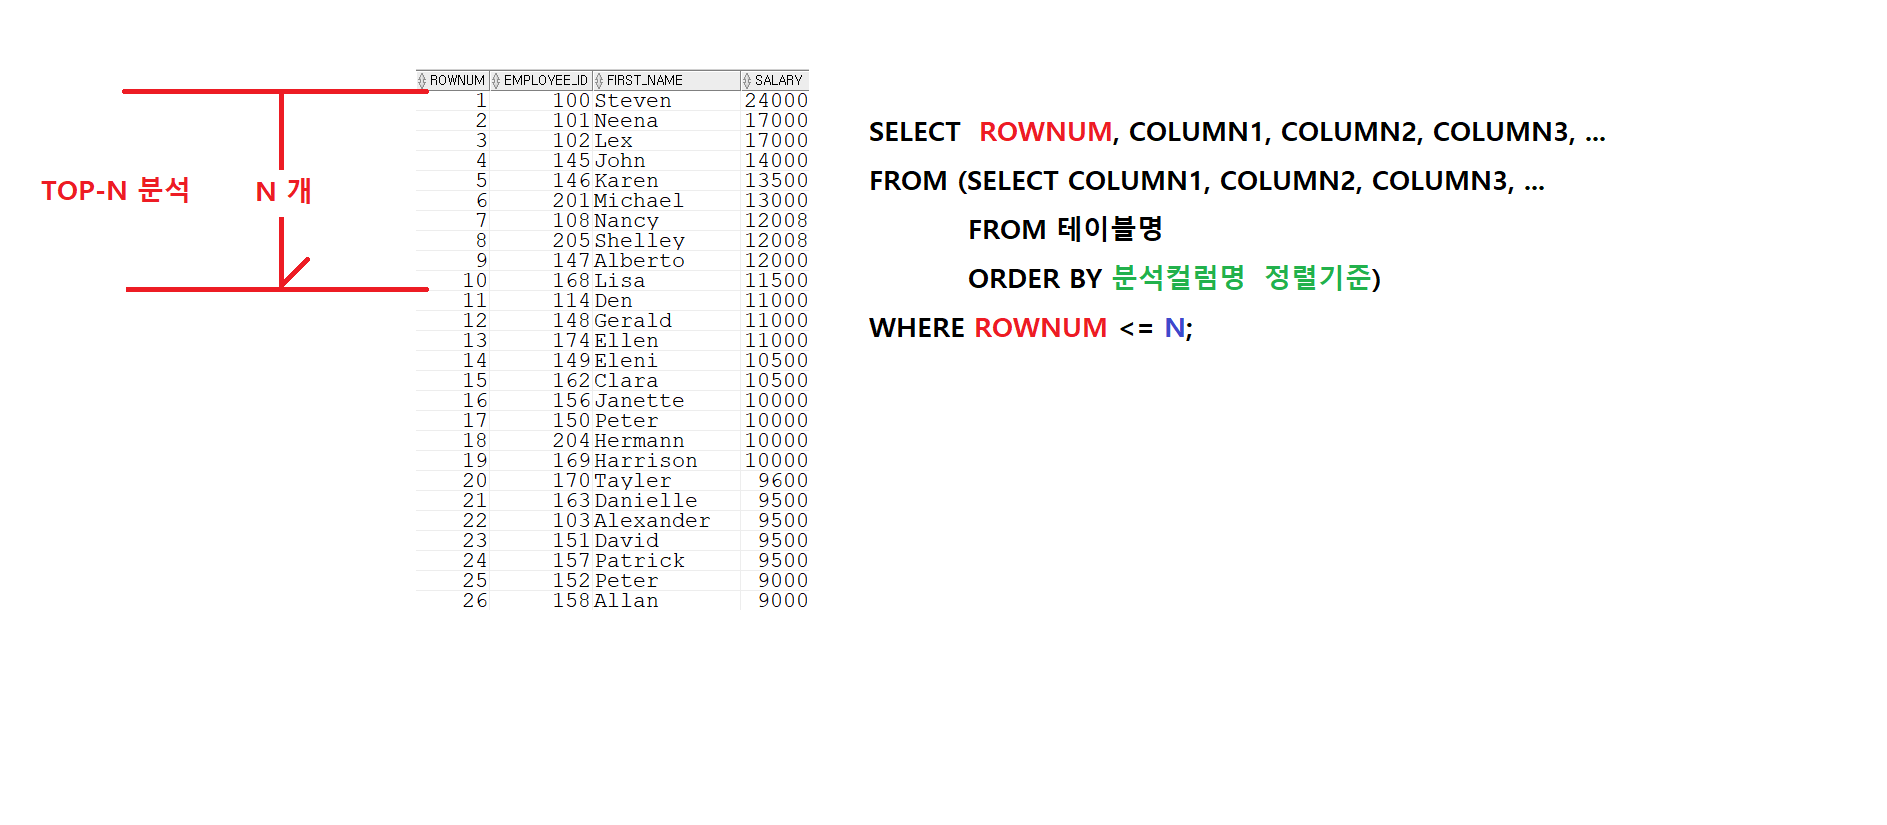 ROWNUM EMPLOYEE_ID FIRST_NAME SALARY
1 100 Steven 24000
2 101 Neena 17000
3 102 Lex 17000
4 145 John 14000
5 146 Karen 13500
6 201 Michael 13000
7 108 Nancy 12008
8 205 Shelley 12008
9 147 Alberto 12000
10 168 Lisa 11500
11 114 Den 11000
12 148 Gerald 11000
13 174 Ellen 11000
14 149 Eleni 10500
15 162 Clara 10500
16 156 Janette 10000
17 150 Peter 10000
18 204 Hermann 10000
19 169 Harrison 10000
20 170 Tayler 9600
21 163 Danielle 9500
22 103 Alexander 9500
23 151 David 9500
24 157 Patrick 9500
25 152 Peter 9000
26 158 Allan 9000
TOP-N 분석
N 개
SELECT ROWNUM, COLUMN1, COLUMN2, COLUMN3, ...
FROM (SELECT COLUMN1, COLUMN2, COLUMN3, ...
FROM 테이블명
ORDER BY 분석컬럼명 정렬기준)
WHERE ROWNUM <= N;